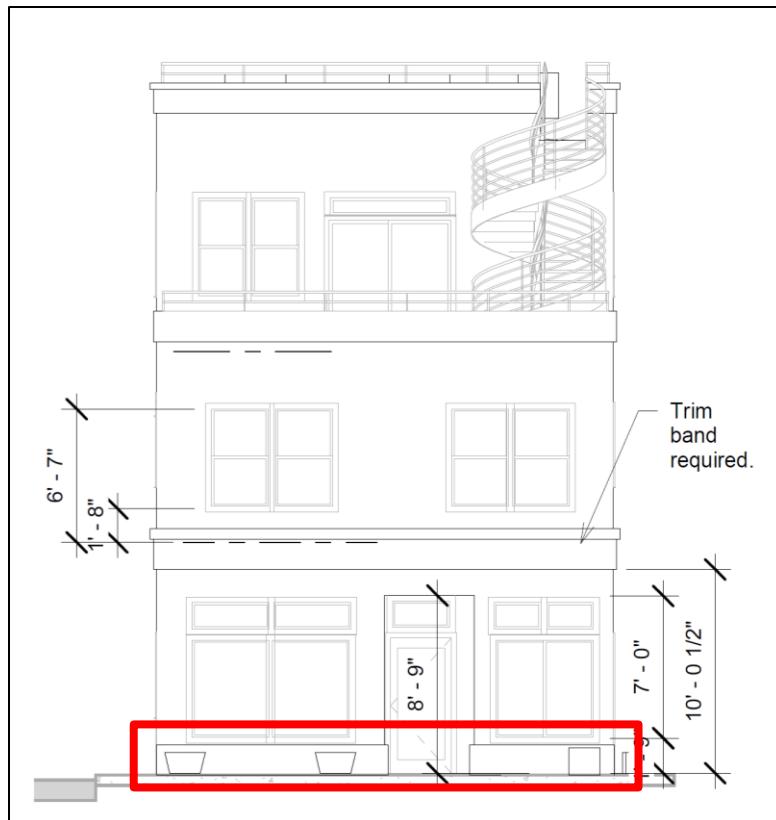 Trim
band
required.
6' - 7"
1' - 8"
8' - 9"
7' - 0"
10' - 0 1/2"